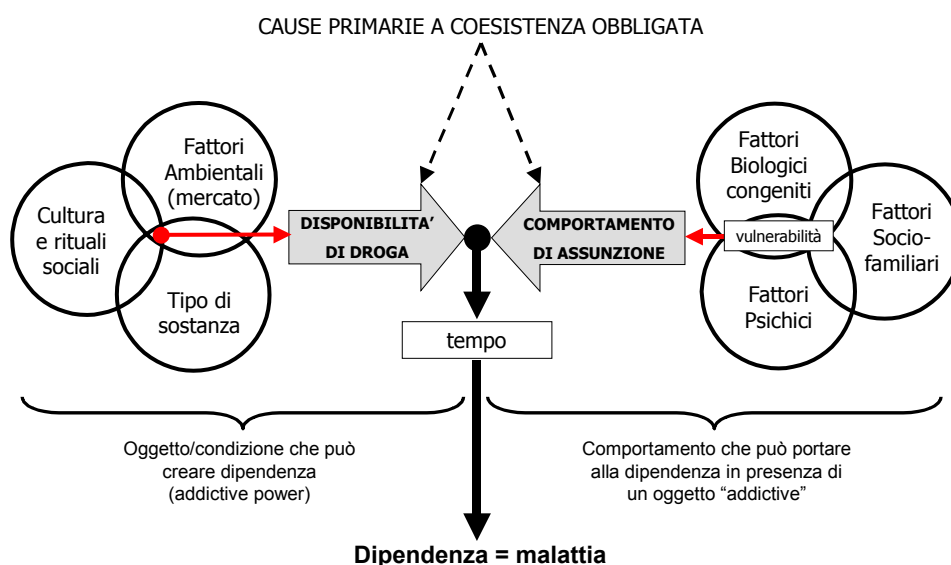 CAUSE PRIMARIE A COESISTENZA OBBLIGATA
Fattori
Ambientali
(mercato)
Cultura
e rituali
sociali
Tipo di
sostanza
DISPONIBILITA’
DI DROGA
COMPORTAMENTO
DI ASSUNZIONE
Fattori
Biologici
congeniti
vulnerabilità
Fattori
Socio-
familiari
Fattori
Psichici
tempo
Oggetto/condizione che può
creare dipendenza
(addictive power)
Comportamento che può portare
alla dipendenza in presenza di
un oggetto “addictive”
Dipendenza = malattia